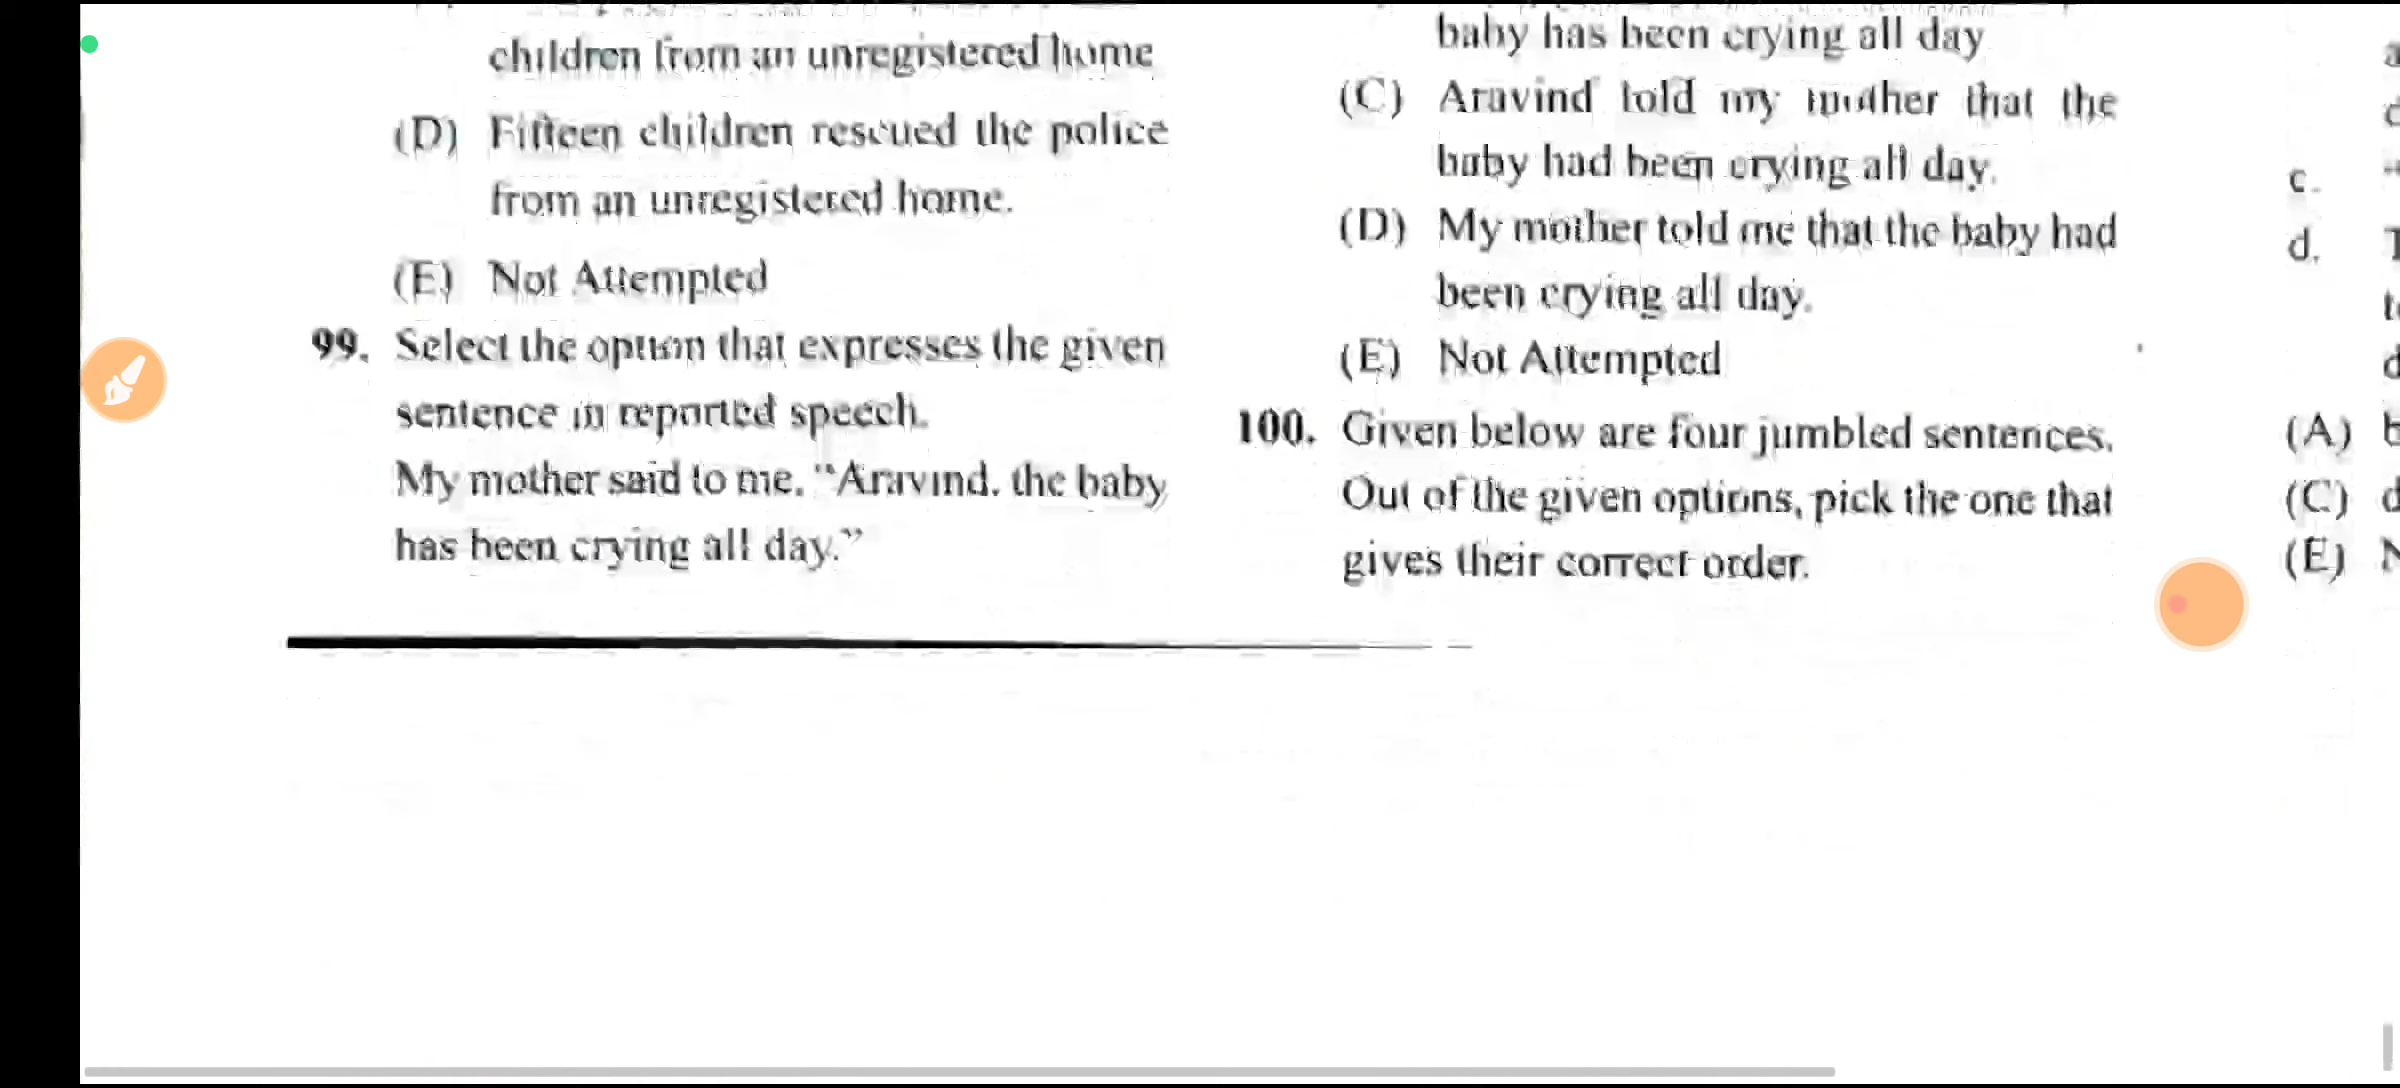 children from an unregistered home
(D) Fifteen children rescued the police
from an unregistered home.
(E) Not Attempted
99. Select the option that expresses the given
sentence in reported speech.
My mother said to me, "Aravind, the baby
has been crying all day."
baby has been crying all day
(C) Aravind told my mother that the
baby had been crying all day.
(D) My mother told me that the baby had
been crying all day.
(E) Not Attempted
100. Given below are four jumbled sentences.
Out of the given options, pick the one that
gives their correct order.
c.
d.
(A)
(C)
(E)